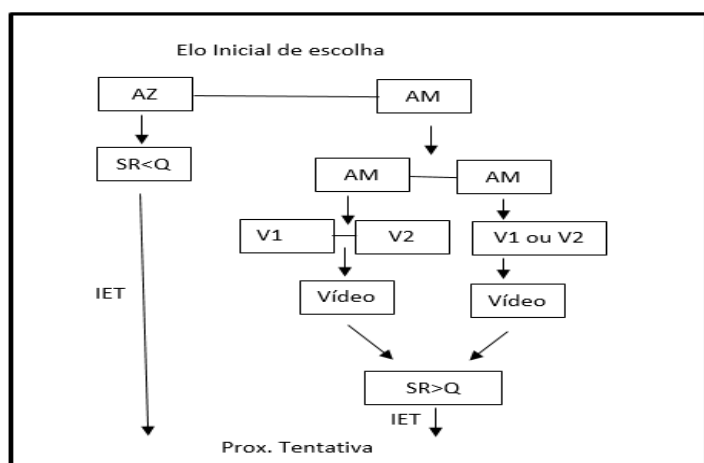 Elo Inicial de escolha
AZ
AM
SR<Q
AM
AM
V1
V2
V1 ou V2
IET
Vídeo
Vídeo
SR>Q
IET
Prox. Tentativa